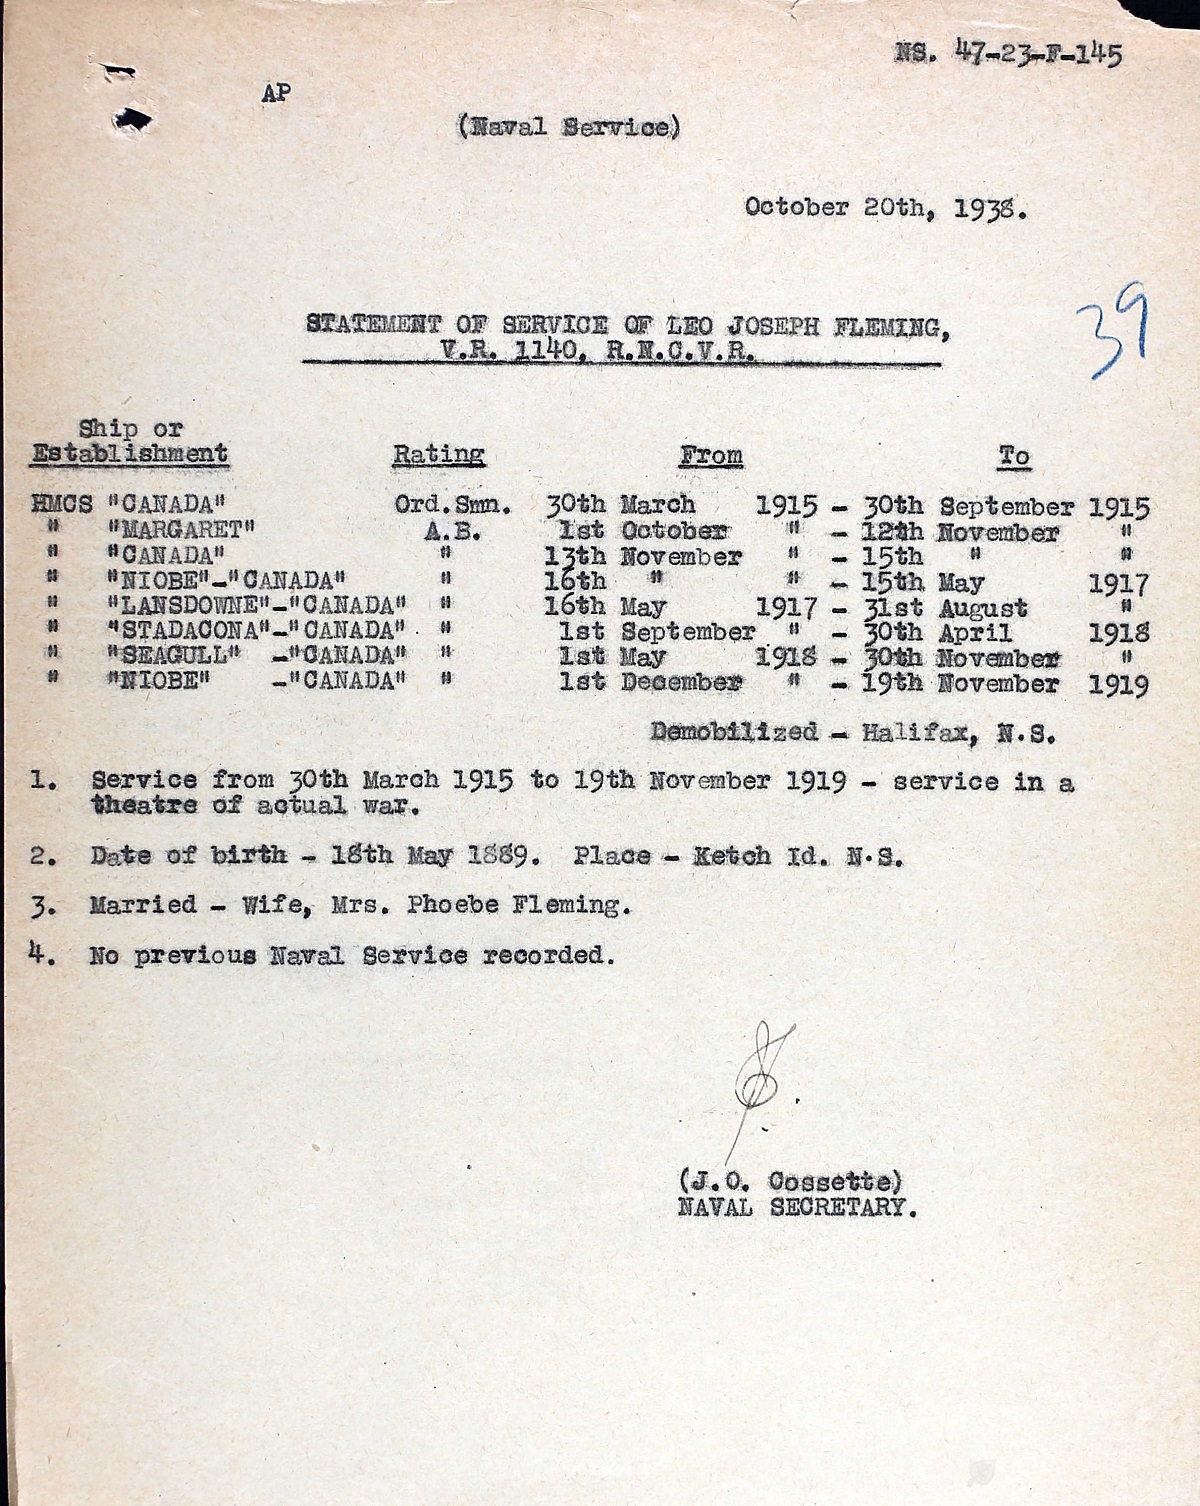 NS. 47-23-F-145
AP
(Naval Service)
October 20th, 1938.
39
STATEMENT OF SERVICE OF LEO JOSEPH FLEMING,
V.R. 1140, R.N.C.V.R.
Ship or
Establishment Rating From To
HMCS "CANADA" Ord.Smn. 30th March 1915 - 30th September 1915
" "MARGARET" A.B. 1st October " - 12th November "
" "CANADA" " 13th November " - 15th " "
" "NIOBE"-"CANADA" " 16th " " - 15th May 1917
" "LANSDOWNE"-"CANADA" " 16th May 1917 - 31st August "
" "STADACONA"-"CANADA" " 1st September " - 30th April 1918
" "SEAGULL" -"CANADA" " 1st May 1918 - 30th November "
" "NIOBE" -"CANADA" " 1st December " - 19th November 1919
Demobilized - Halifax, N.S.
1. Service from 30th March 1915 to 19th November 1919 - service in a
theatre of actual war.
2. Date of birth - 18th May 1889. Place - Ketch Id. N.S.
3. Married - Wife, Mrs. Phoebe Fleming.
4. No previous Naval Service recorded.
(J.O. Cossette)
NAVAL SECRETARY.